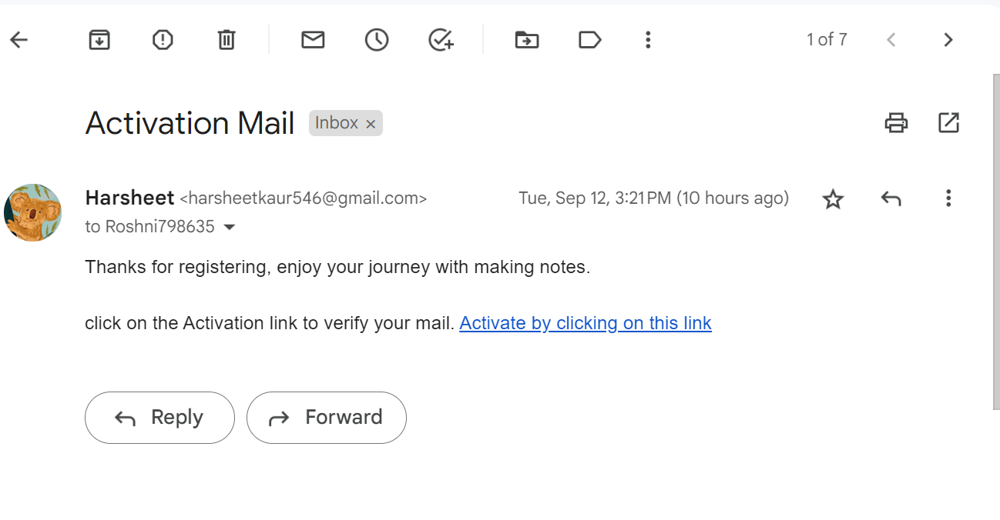 1 of 7
Activation Mail Inbox ×
Harsheet <harsheetkaur546@gmail.com> Tue, Sep 12, 3:21 PM (10 hours ago)
to Roshni798635
Thanks for registering, enjoy your journey with making notes.
click on the Activation link to verify your mail. Activate by clicking on this link
Reply Forward